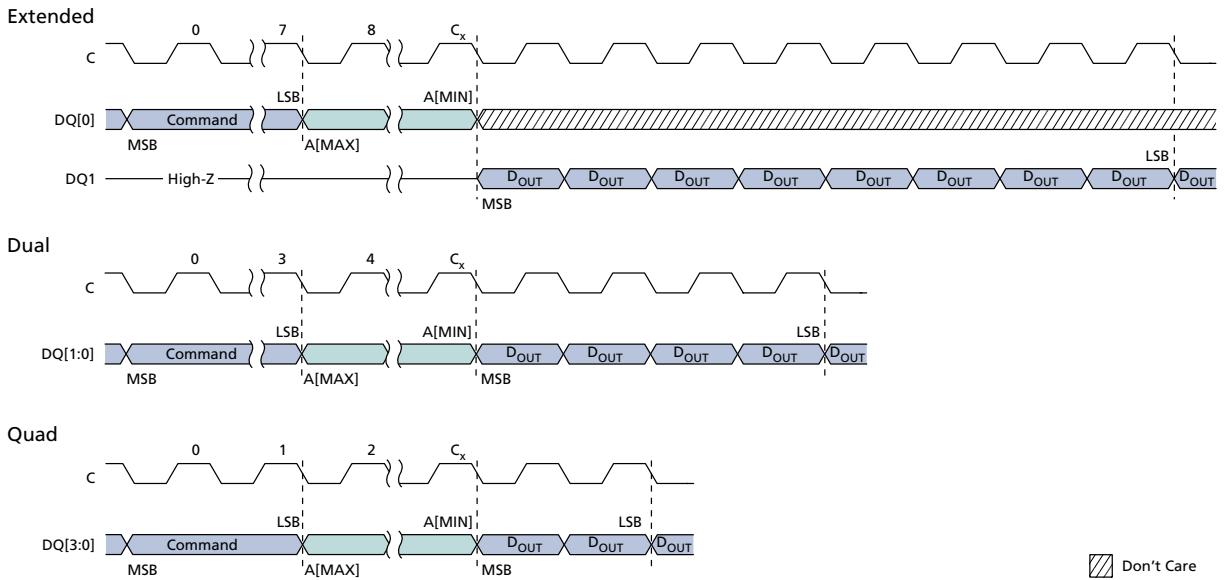 Extended
0 7 8 Cx
C
LSB A[MIN]
DQ[0] Command
MSB A[MAX]
LSB
DQ1 High-Z DOUT DOUT DOUT DOUT DOUT DOUT DOUT DOUT DOUT
MSB
Dual
0 3 4 Cx
C
LSB A[MIN] LSB
DQ[1:0] Command DOUT DOUT DOUT DOUT DOUT
MSB A[MAX] MSB
Quad
0 1 2 Cx
C
LSB A[MIN] LSB
DQ[3:0] Command DOUT DOUT DOUT
MSB A[MAX] MSB
Don't Care